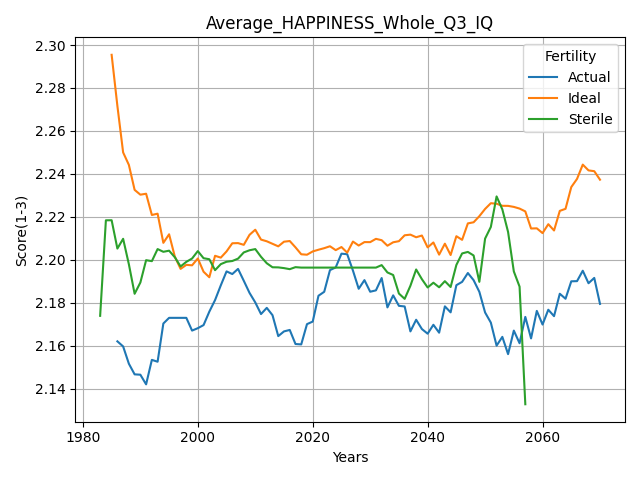 Average_HAPPINESS_Whole_Q3_IQ
Score(1-3)
2.30
2.28
2.26
2.24
2.22
2.20
2.18
2.16
2.14
Fertility
Actual
Ideal
Sterile
1980
2000
2020
2040
2060
Years